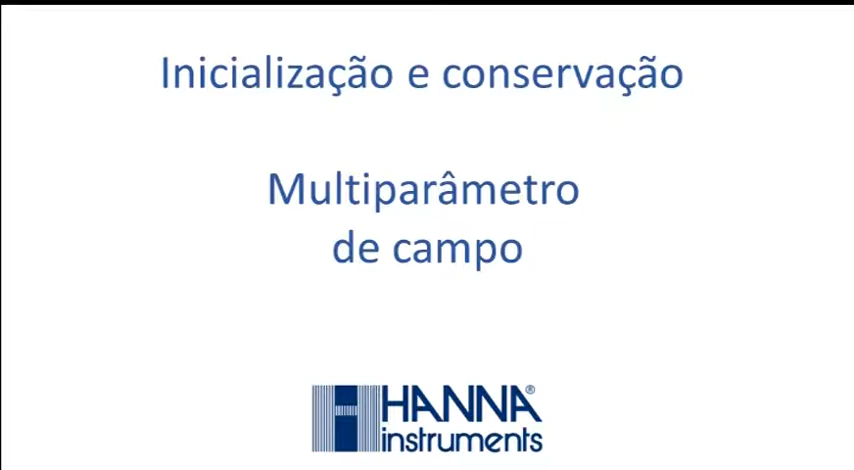 Inicialização e conservação
Multiparâmetro
de campo
HANNA®
instruments